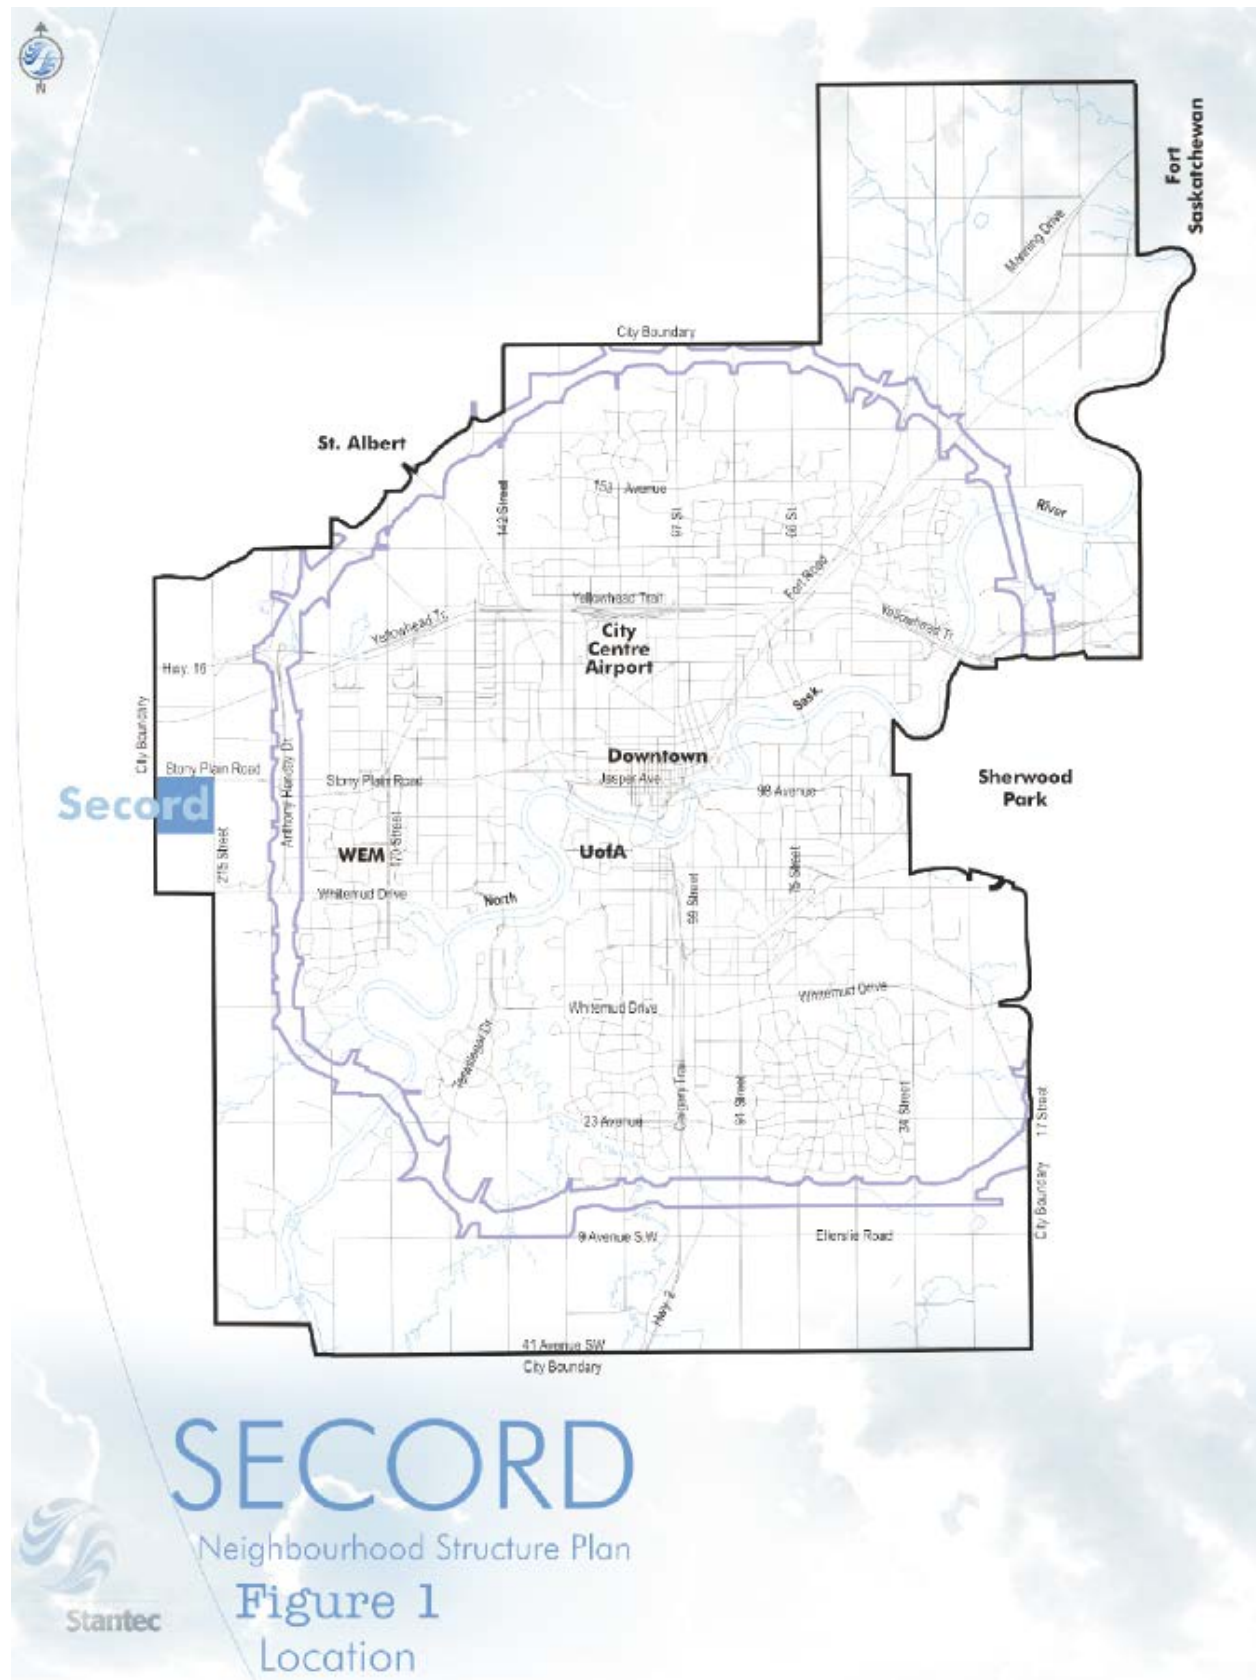 N
Fort
Saskatchewan
Manning Drive
City Boundary
St. Albert
153 Avenue
142 Street
97 St
66 St.
River
Fort Road
Yellowhead Trail
Yellowhead Tr.
Yellowhead Tr.
City
Centre
Airport
Hwy. 16
Sask.
City Boundary
Downtown
Stony Plain Road
Stony Plain Road
Jasper Ave.
Sherwood
Park
98 Avenue
Anthony Henday Dr.
Secord
215 Street
WEM
170 Street
UofA
75 Street
99 Street
Whitemud Drive
North
Whitemud Drive
Whitemud Drive
Terwillegar Dr.
Calgary Trail
91 Street
34 Street
17 Street
23 Avenue
City Boundary
9 Avenue S.W.
Ellerslie Road
Hwy. 2
41 Avenue SW
City Boundary
SECORD
Neighbourhood Structure Plan
Figure 1
Location
Stantec